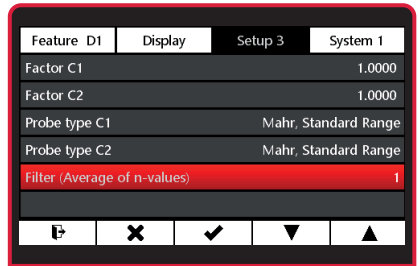 Feature D1 Display Setup 3 System 1
Factor C1 1.0000
Factor C2 1.0000
Probe type C1 Mahr, Standard Range
Probe type C2 Mahr, Standard Range
Filter (Average of n-values) 1